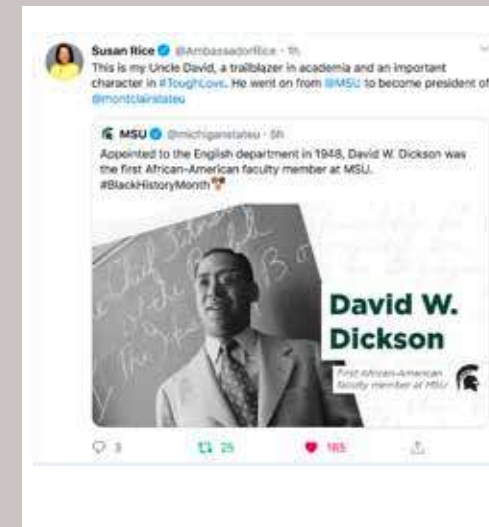 Susan Rice @AmbassadorRice · 1h
This is my Uncle David, a trailblazer in academia and an important
character in #ToughLove. He went on from @MSU to become president of
@montclairstateu
MSU @michiganstateu · 5h
Appointed to the English department in 1948, David W. Dickson was
the first African-American faculty member at MSU.
#BlackHistoryMonth
David W.
Dickson
First African-American
faculty member at MSU
3 25 165